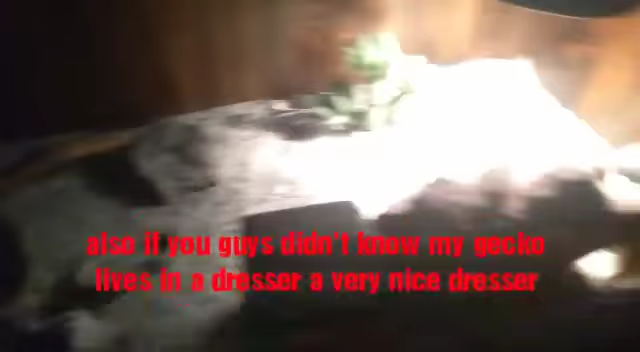 also if you guys didn't know my gecko
lives in a dresser a very nice dresser